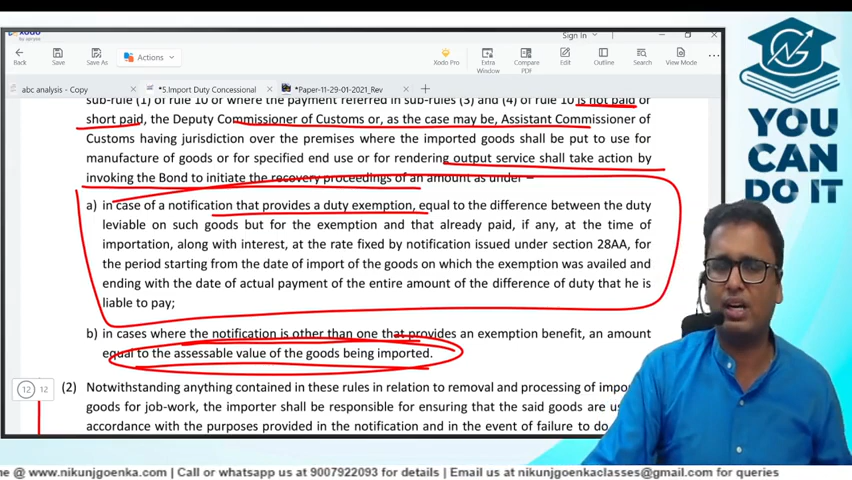 Sign In
Back
Save
Save As
Actions
Xodo Pro
Extra Window
Compare PDF
Edit
Outline
Search
View Mode
abc analysis - Copy
*5.Import Duty Concessional
*Paper-11-29-01-2021_Rev
sub-rule (1) of rule 10 or where the payment referred in sub-rules (3) and (4) of rule 10 is not paid or
short paid, the Deputy Commissioner of Customs or, as the case may be, Assistant Commissioner of
Customs having jurisdiction over the premises where the imported goods shall be put to use for
manufacture of goods or for specified end use or for rendering output service shall take action by
invoking the Bond to initiate the recovery proceedings of an amount as under –
a) in case of a notification that provides a duty exemption, equal to the difference between the duty
leviable on such goods but for the exemption and that already paid, if any, at the time of
importation, along with interest, at the rate fixed by notification issued under section 28AA, for
the period starting from the date of import of the goods on which the exemption was availed and
ending with the date of actual payment of the entire amount of the difference of duty that he is
liable to pay;
b) in cases where the notification is other than one that provides an exemption benefit, an amount
equal to the assessable value of the goods being imported.
12 12
(2) Notwithstanding anything contained in these rules in relation to removal and processing of
goods for job-work, the importer shall be responsible for ensuring that the said goods are
accordance with the purposes provided in the notification and in the event of failure to do
NG
YOU
CAN
DO IT
@ www.nikunjgoenka.com | Call or whatsapp us at 9007922093 for details | Email us at nikunjgoenkaclasses@gmail.com for queries